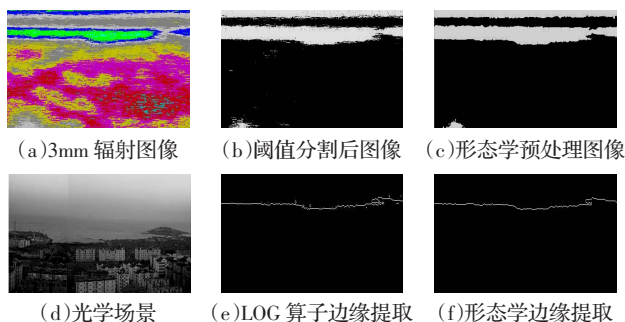 (a)3mm 辐射图像
(b)阈值分割后图像
(c)形态学预处理图像
(d)光学场景
(e)LOG 算子边缘提取
(f)形态学边缘提取